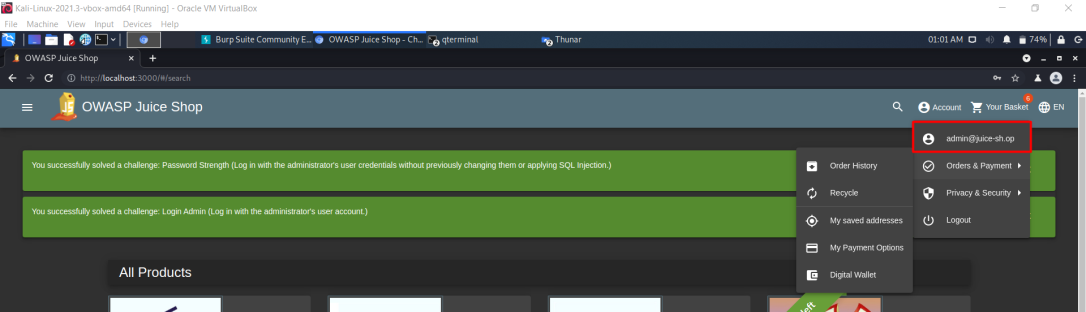 Kali-Linux-2021.3-vbox-amd64 [Running] - Oracle VM VirtualBox
File Machine View Input Devices Help
Burp Suite Community E... OWASP Juice Shop - Ch... qterminal Thunar 01:01 AM 74%
OWASP Juice Shop
http://localhost:3000/#/search
OWASP Juice Shop Account Your Basket 6 EN
admin@juice-sh.op
You successfully solved a challenge: Password Strength (Log in with the administrator's user credentials without previously changing them or applying SQL Injection.)
Order History
Orders & Payment
Recycle
Privacy & Security
You successfully solved a challenge: Login Admin (Log in with the administrator's user account.)
My saved addresses
Logout
My Payment Options
All Products
Digital Wallet
left